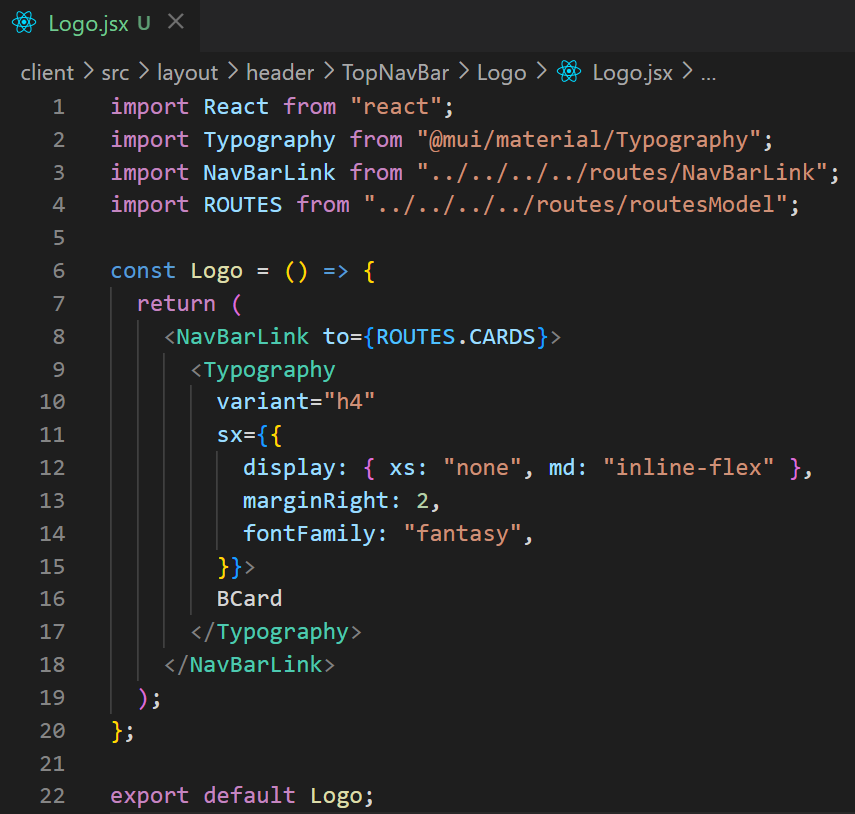 Logo.jsx U ×
client > src > layout > header > TopNavBar > Logo > Logo.jsx > ...
1 import React from "react";
2 import Typography from "@mui/material/Typography";
3 import NavBarLink from "../../../../routes/NavBarLink";
4 import ROUTES from "../../../../routes/routesModel";
5
6 const Logo = () => {
7   return (
8     <NavBarLink to={ROUTES.CARDS}>
9       <Typography
10         variant="h4"
11         sx={{
12           display: { xs: "none", md: "inline-flex" },
13           marginRight: 2,
14           fontFamily: "fantasy",
15         }}>
16         BCard
17       </Typography>
18     </NavBarLink>
19   );
20 };
21
22 export default Logo;